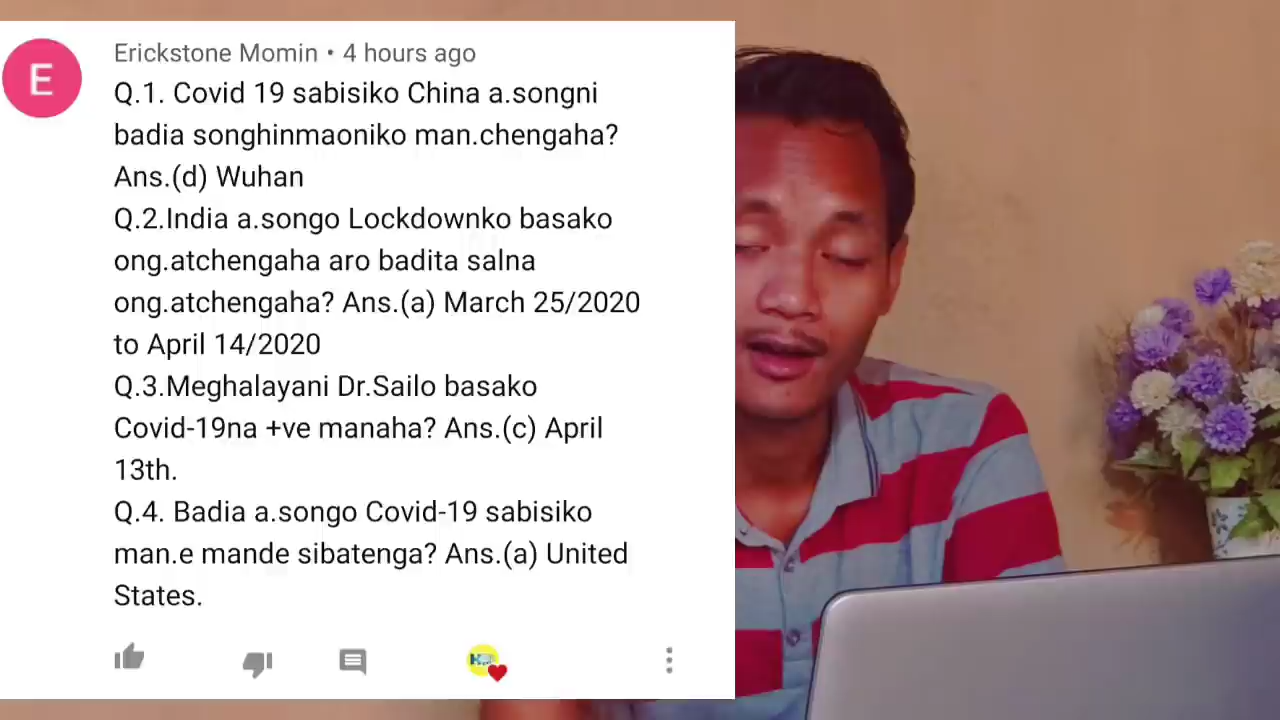 E
Erickstone Momin • 4 hours ago
Q.1. Covid 19 sabisiko China a.songni
badia songhinmaoniko man.chengaha?
Ans.(d) Wuhan
Q.2.India a.songo Lockdownko basako
ong.atchengaha aro badita salna
ong.atchengaha? Ans.(a) March 25/2020
to April 14/2020
Q.3.Meghalayani Dr.Sailo basako
Covid-19na +ve manaha? Ans.(c) April
13th.
Q.4. Badia a.songo Covid-19 sabisiko
man.e mande sibatenga? Ans.(a) United
States.